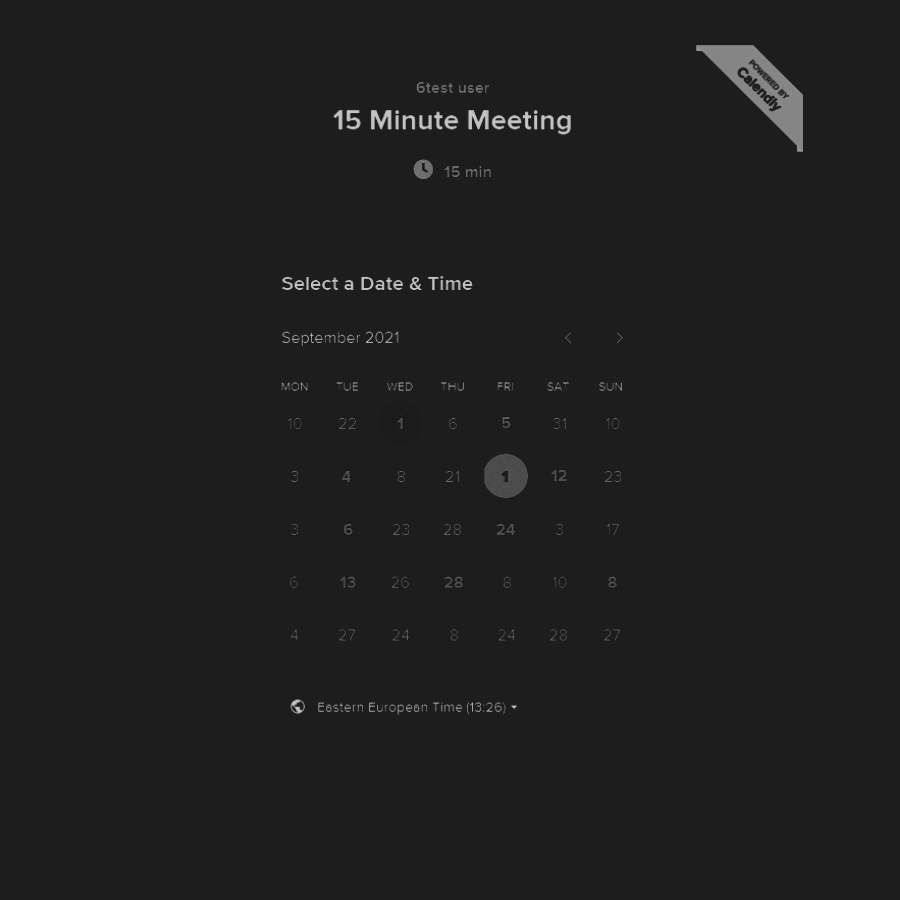 POWERED BY
Calendly
6test user
15 Minute Meeting
15 min
Select a Date & Time
September 2021
MON TUE WED THU FRI SAT SUN
10 22 1 6 5 31 10
3 4 8 21 1 12 23
3 6 23 28 24 3 17
6 13 26 28 8 10 8
4 27 24 8 24 28 27
Eastern European Time (13:26)